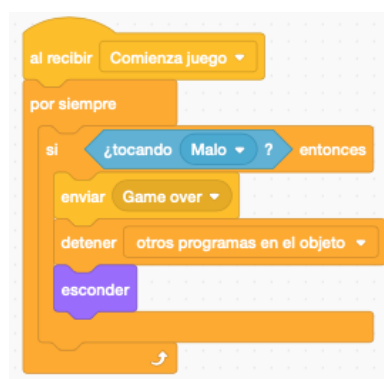 al recibir Comienza juego
por siempre
si ¿tocando Malo ? entonces
enviar Game over
detener otros programas en el objeto
esconder